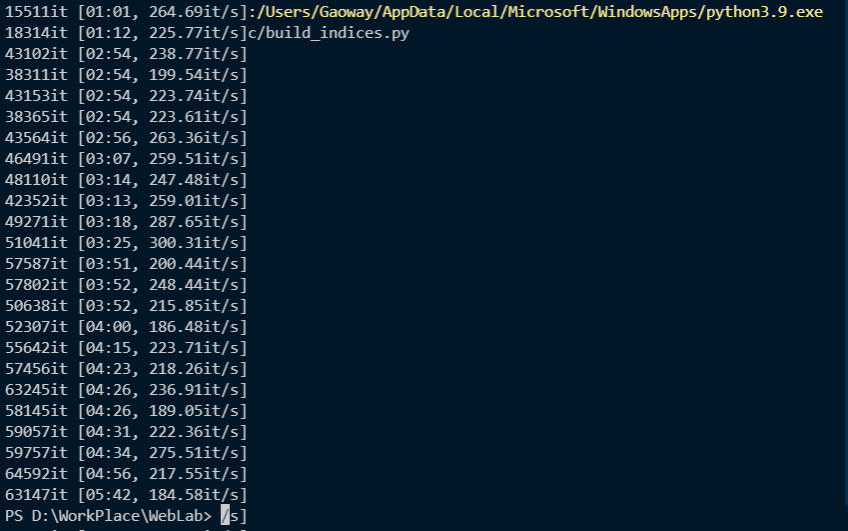 15511it [01:01, 264.69it/s]:/Users/Gaoway/AppData/Local/Microsoft/WindowsApps/python3.9.exe
18314it [01:12, 225.77it/s]c/build_indices.py
43102it [02:54, 238.77it/s]
38311it [02:54, 199.54it/s]
43153it [02:54, 223.74it/s]
38365it [02:54, 223.61it/s]
43564it [02:56, 263.36it/s]
46491it [03:07, 259.51it/s]
48110it [03:14, 247.48it/s]
42352it [03:13, 259.01it/s]
49271it [03:18, 287.65it/s]
51041it [03:25, 300.31it/s]
57587it [03:51, 200.44it/s]
57802it [03:52, 248.44it/s]
50638it [03:52, 215.85it/s]
52307it [04:00, 186.48it/s]
55642it [04:15, 223.71it/s]
57456it [04:23, 218.26it/s]
63245it [04:26, 236.91it/s]
58145it [04:26, 189.05it/s]
59057it [04:31, 222.36it/s]
59757it [04:34, 275.51it/s]
64592it [04:56, 217.55it/s]
63147it [05:42, 184.58it/s]
PS D:\WorkPlace\WebLab> /s]